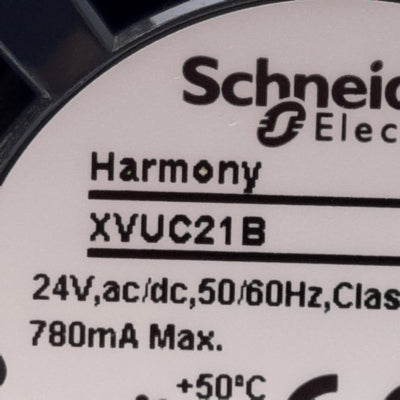 Schneid
Elec
Harmony
XVUC21B
24V,ac/dc,50/60Hz,Clas
780mA Max.
+50°C